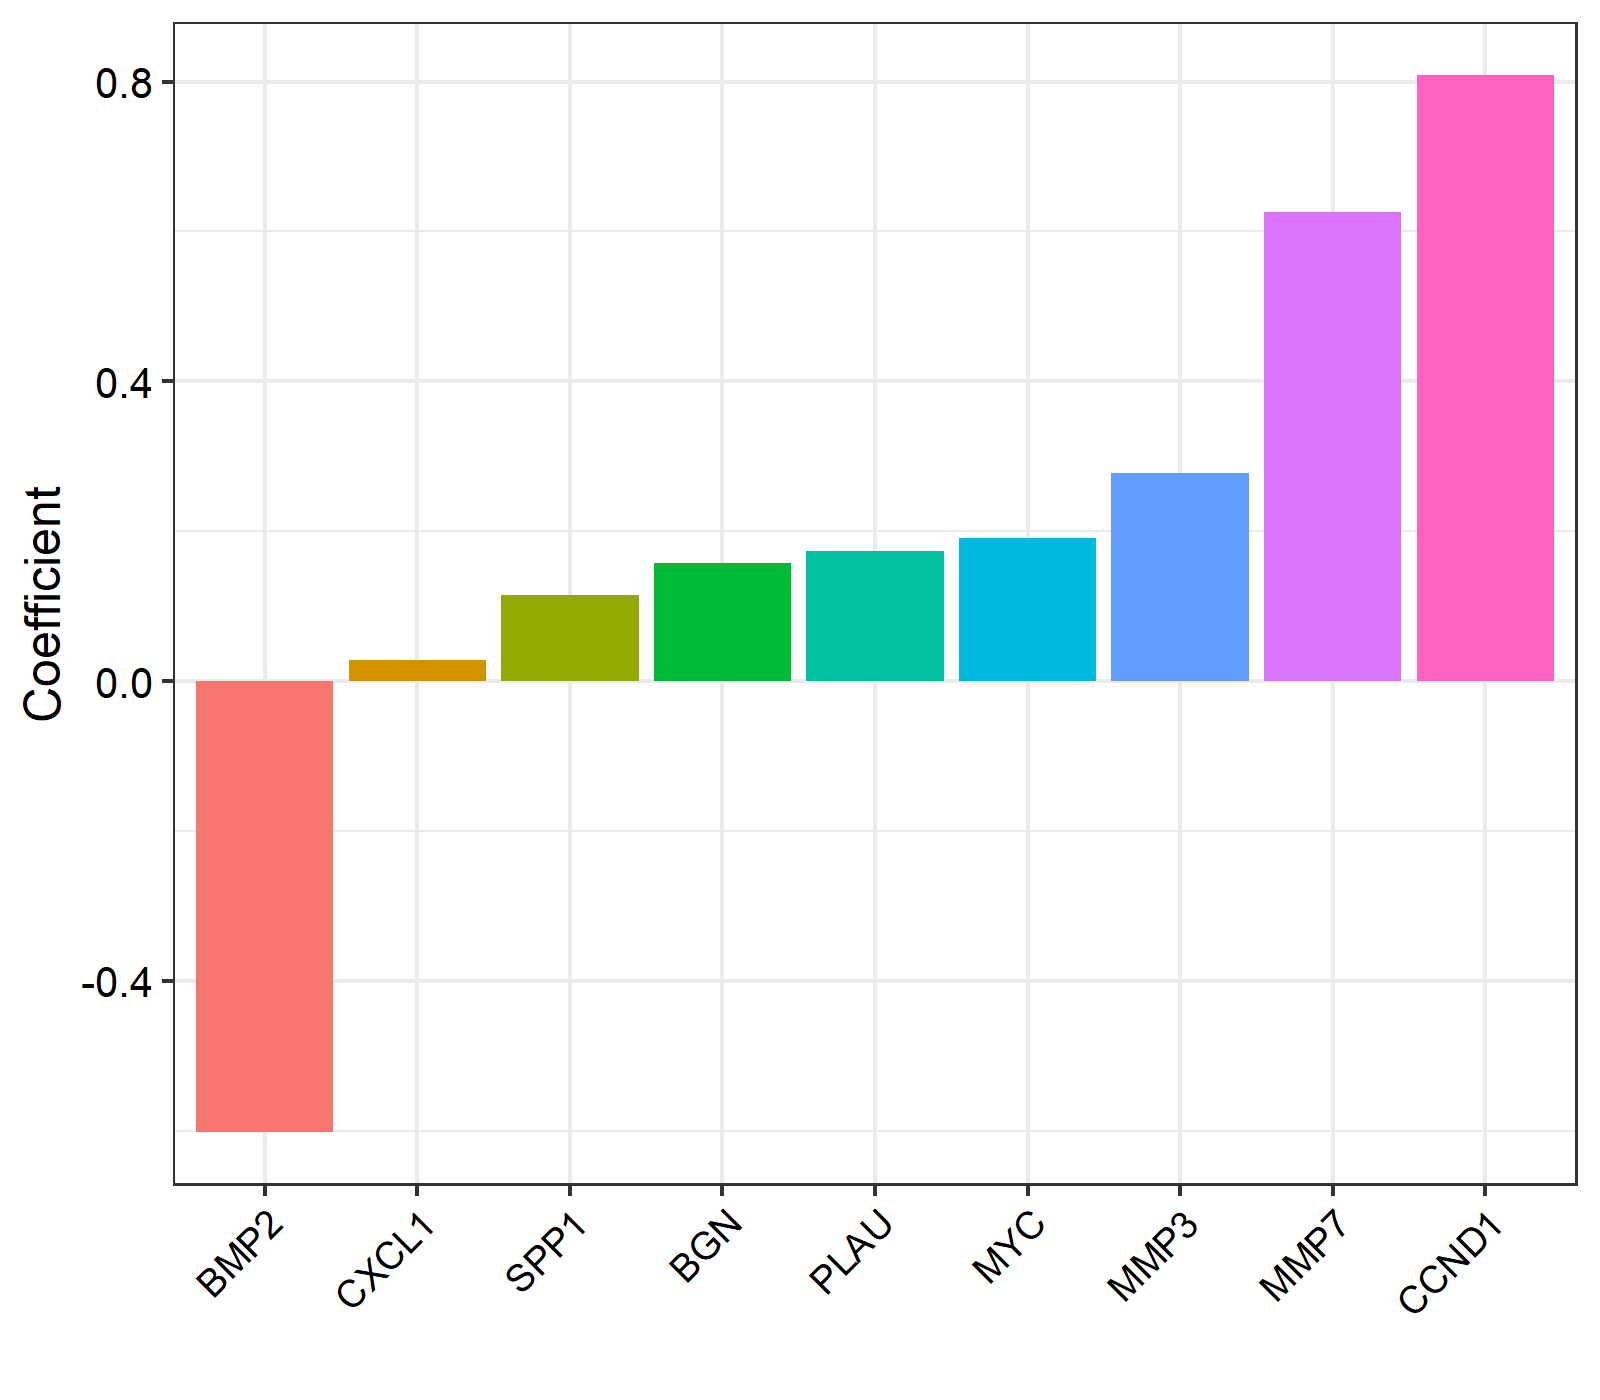 Coefficient
0.8
0.4
0.0
-0.4
BMP2
CXCL1
SPP1
BGN
PLAU
MYC
MMP3
MMP7
CCND1